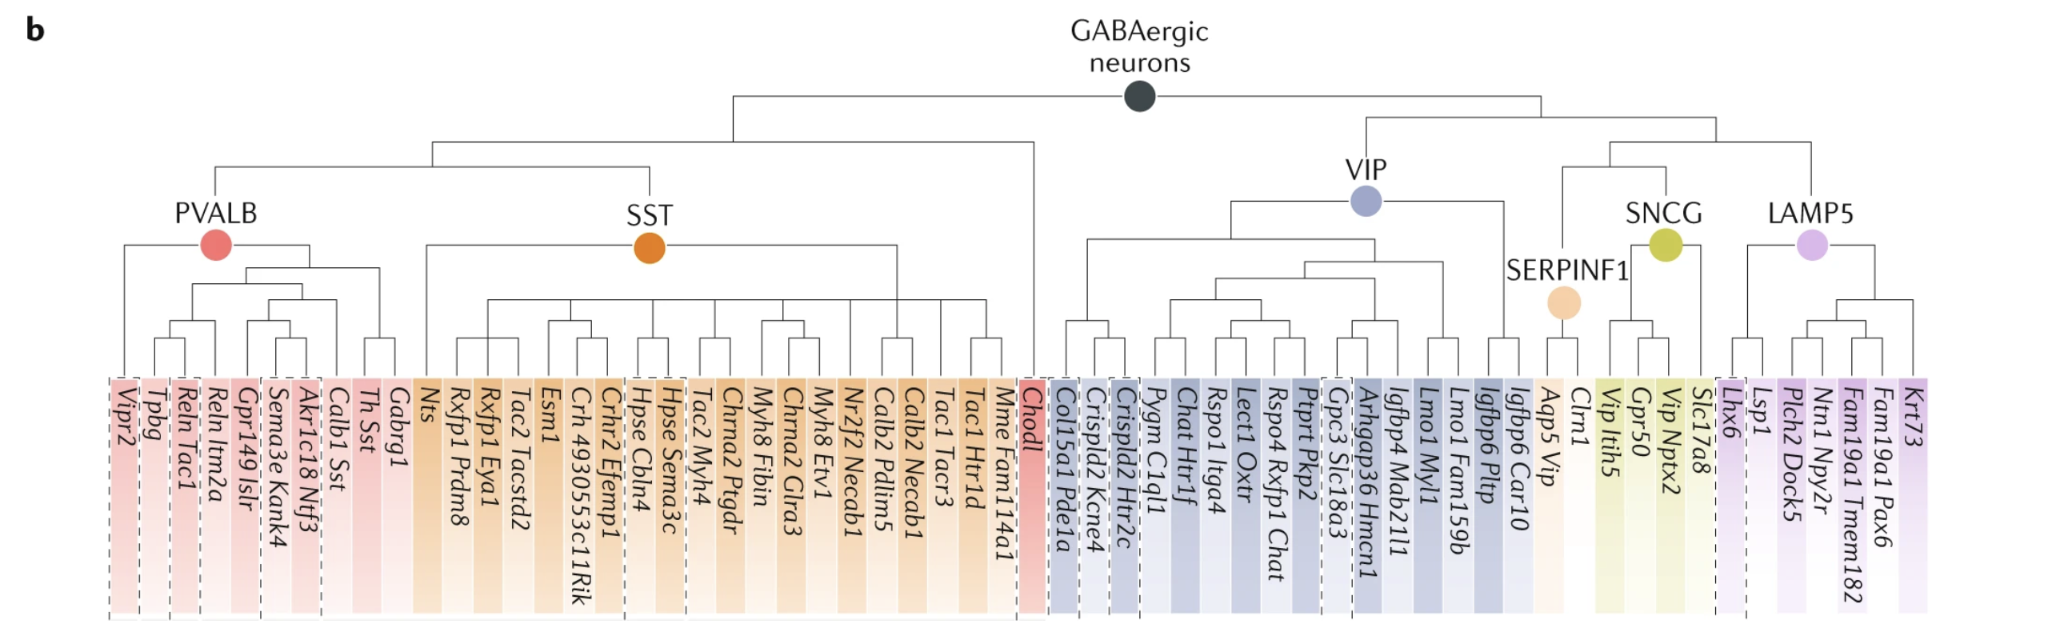 b
GABAergic
neurons
VIP
PVALB
SST
SNCG
LAMP5
SERPINF1
Vipr2
Tpbg
Reln Tac1
Reln Itm2a
Gpr149 Islr
Sema3e Kank4
Akr1c18 Ntf3
Calb1 Sst
Th Sst
Gabrg1
Nts
Rxfp1 Prdm8
Rxfp1 Eya1
Tac2 Tacstd2
Esm1
Crh 4930553c11Rik
Crhr2 Efemp1
Hpse Cbln4
Hpse Sema3c
Tac2 Myh4
Chrna2 Ptgdr
Myh8 Fibin
Chrna2 Glra3
Myh8 Etv1
Nr2f2 Necab1
Calb2 Pdlim5
Calb2 Necab1
Tac1 Tacr3
Tac1 Htr1d
Mme Fam114a1
Chodl
Col15a1 Pde1a
Crispld2 Kcne4
Crispld2 Htr2c
Pygm C1ql1
Chat Htr1f
Rspo1 Itga4
Lect1 Oxtr
Rspo4 Rxfp1 Chat
Ptprt Pkp2
Gpc3 Slc18a3
Arhgap36 Hmcn1
Igfbp4 Mab21l1
Lmo1 Myl1
Lmo1 Fam159b
Igfbp6 Pltp
Igfbp6 Car10
Aqp5 Vip
Clrn1
Vip Itih5
Gpr50
Vip Nptx2
Slc17a8
Lhx6
Lsp1
Plch2 Dock5
Ntn1 Npy2r
Fam19a1 Tmem182
Fam19a1 Pax6
Krt73